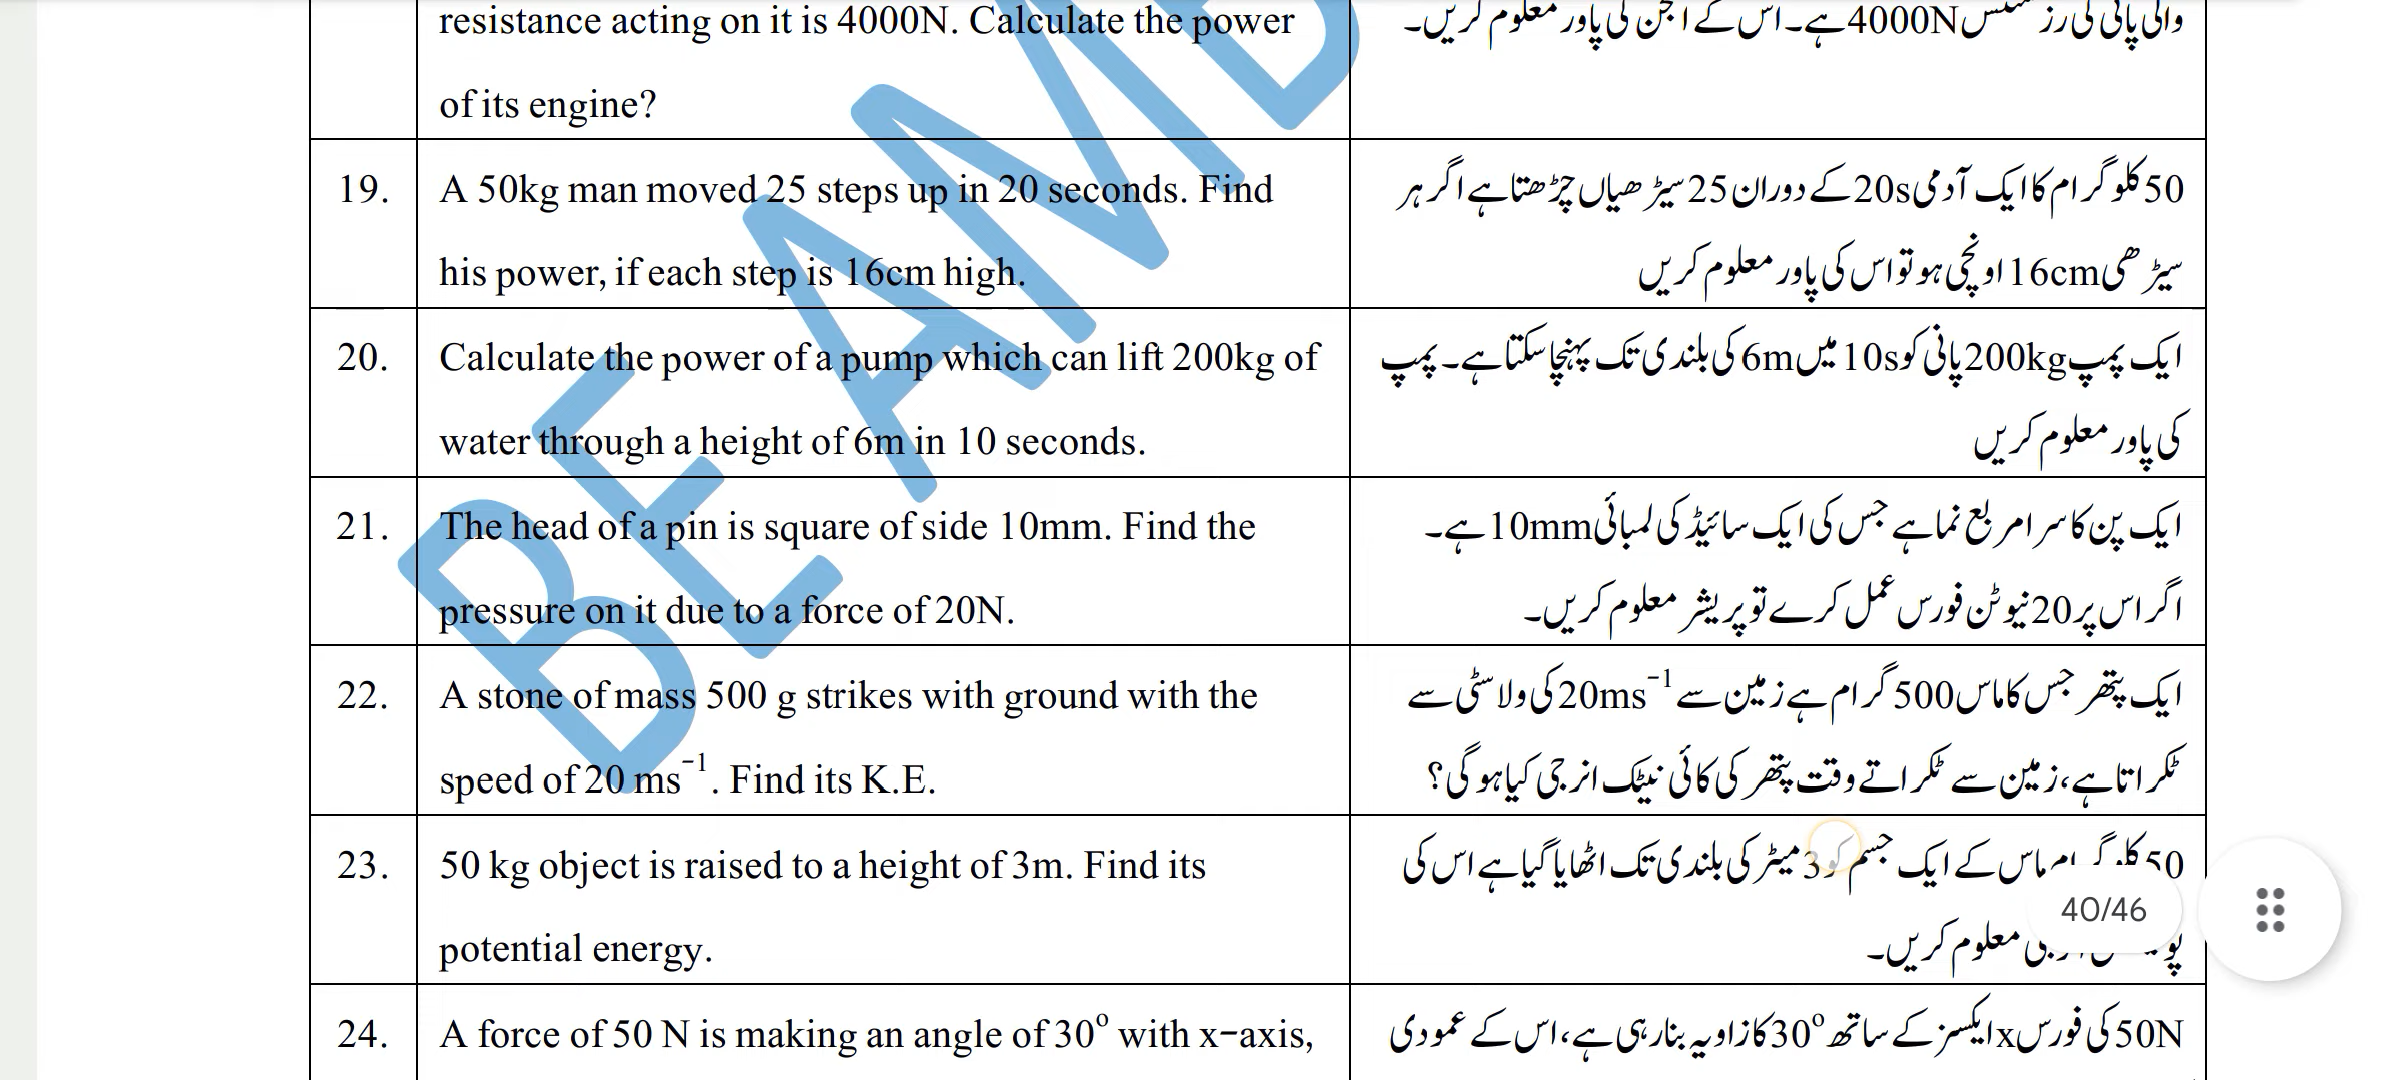 resistance acting on it is 4000N. Calculate the power
of its engine?
والی پانی کی رزسٹنس 4000N ہے۔ اس کے انجن کی پاور معلوم کریں۔
19.
A 50kg man moved 25 steps up in 20 seconds. Find
his power, if each step is 16cm high.
50 کلو گرام کا ایک آدمی 20s کے دوران 25 سیڑھیاں چڑھتا ہے اگر ہر
سیڑھی 16cm اونچی ہو تو اس کی پاور معلوم کریں
20.
Calculate the power of a pump which can lift 200kg of
water through a height of 6m in 10 seconds.
ایک پمپ 200kg پانی کو 10s میں 6m کی بلندی تک پہنچا سکتا ہے۔ پمپ
کی پاور معلوم کریں
21.
The head of a pin is square of side 10mm. Find the
pressure on it due to a force of 20N.
ایک پن کا سرا مربع نما ہے جس کی ایک سائیڈ کی لمبائی 10mm ہے۔
اگر اس پر 20 نیوٹن فورس عمل کرے تو پریشر معلوم کریں۔
22.
A stone of mass 500 g strikes with ground with the
speed of 20 ms⁻¹. Find its K.E.
ایک پتھر جس کا ماس 500 گرام ہے زمین سے 20ms⁻¹ کی ولاسٹی سے
ٹکراتا ہے، زمین سے ٹکراتے وقت پتھر کی کائی نیٹک انرجی کیا ہو گی؟
23.
50 kg object is raised to a height of 3m. Find its
potential energy.
50 کلو گرام ماس کے ایک جسم کو 3 میٹر کی بلندی تک اٹھایا گیا ہے اس کی
معلوم کریں۔
40/46
24.
A force of 50 N is making an angle of 30° with x-axis,
50N کی فورس x ایکسز کے ساتھ 30° کا زاویہ بنا رہی ہے، اس کے عمودی
BE AMB